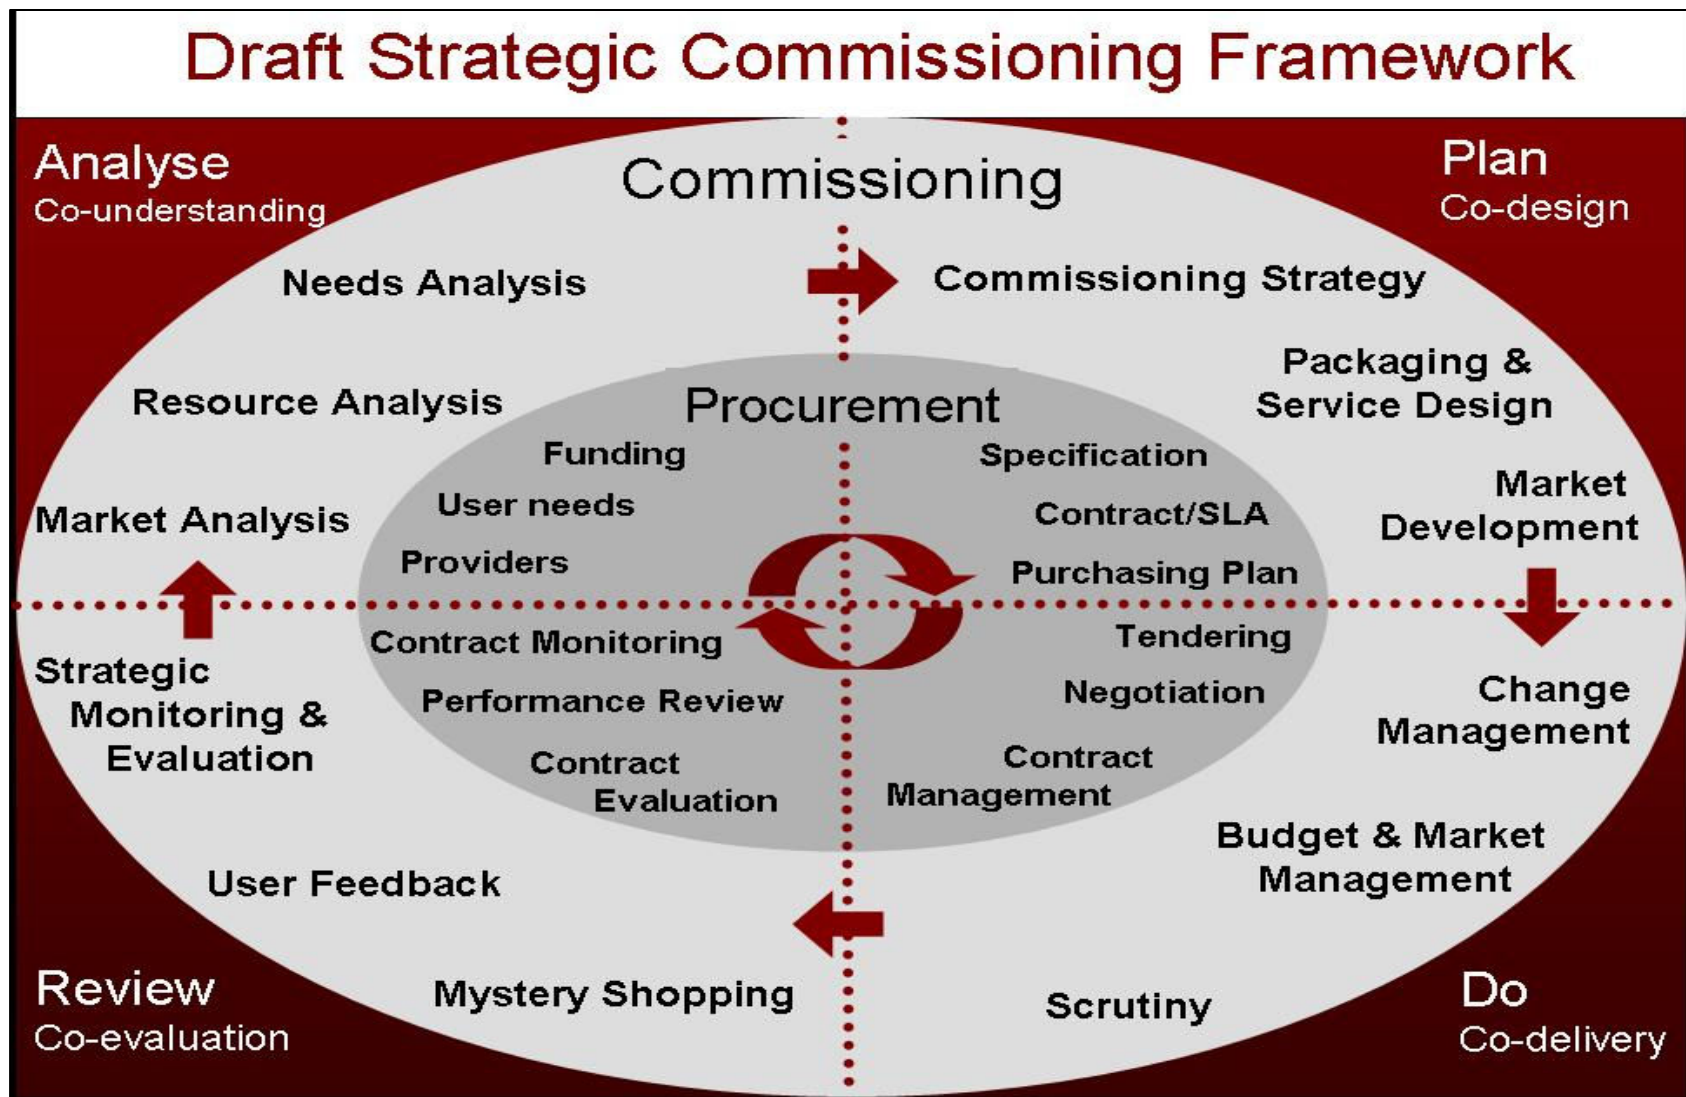 Draft Strategic Commissioning Framework
Analyse
Co-understanding
Plan
Co-design
Commissioning
Needs Analysis
Commissioning Strategy
Resource Analysis
Packaging &
Service Design
Market Analysis
Market
Development
Procurement
Funding
Specification
User needs
Contract/SLA
Providers
Purchasing Plan
Contract Monitoring
Tendering
Performance Review
Negotiation
Contract
Evaluation
Contract
Management
Strategic
Monitoring &
Evaluation
Change
Management
User Feedback
Budget & Market
Management
Mystery Shopping
Scrutiny
Review
Co-evaluation
Do
Co-delivery